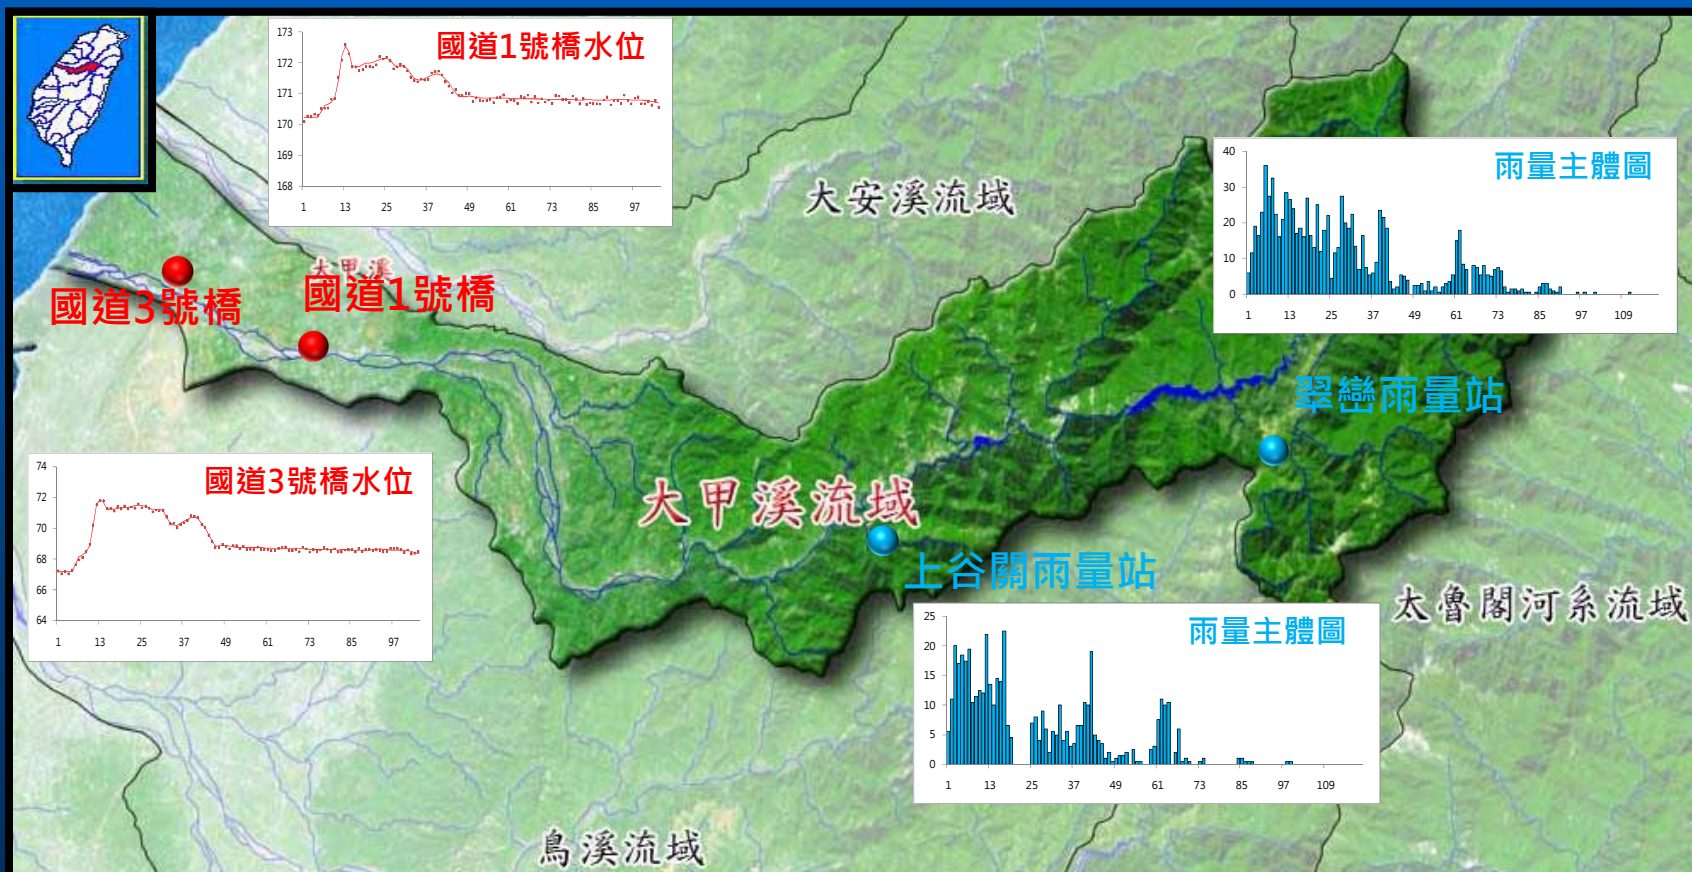 國道1號橋水位
173
172
171
170
169
168
1 13 25 37 49 61 73 85 97
雨量主體圖
40
30
20
10
0
1 13 25 37 49 61 73 85 97 109
大安溪流域
大甲溪
國道3號橋
國道1號橋
翠巒雨量站
國道3號橋水位
74
72
70
68
66
64
1 13 25 37 49 61 73 85 97
大甲溪流域
上谷關雨量站
太魯閣河系流域
雨量主體圖
25
20
15
10
5
0
1 13 25 37 49 61 73 85 97 109
烏溪流域